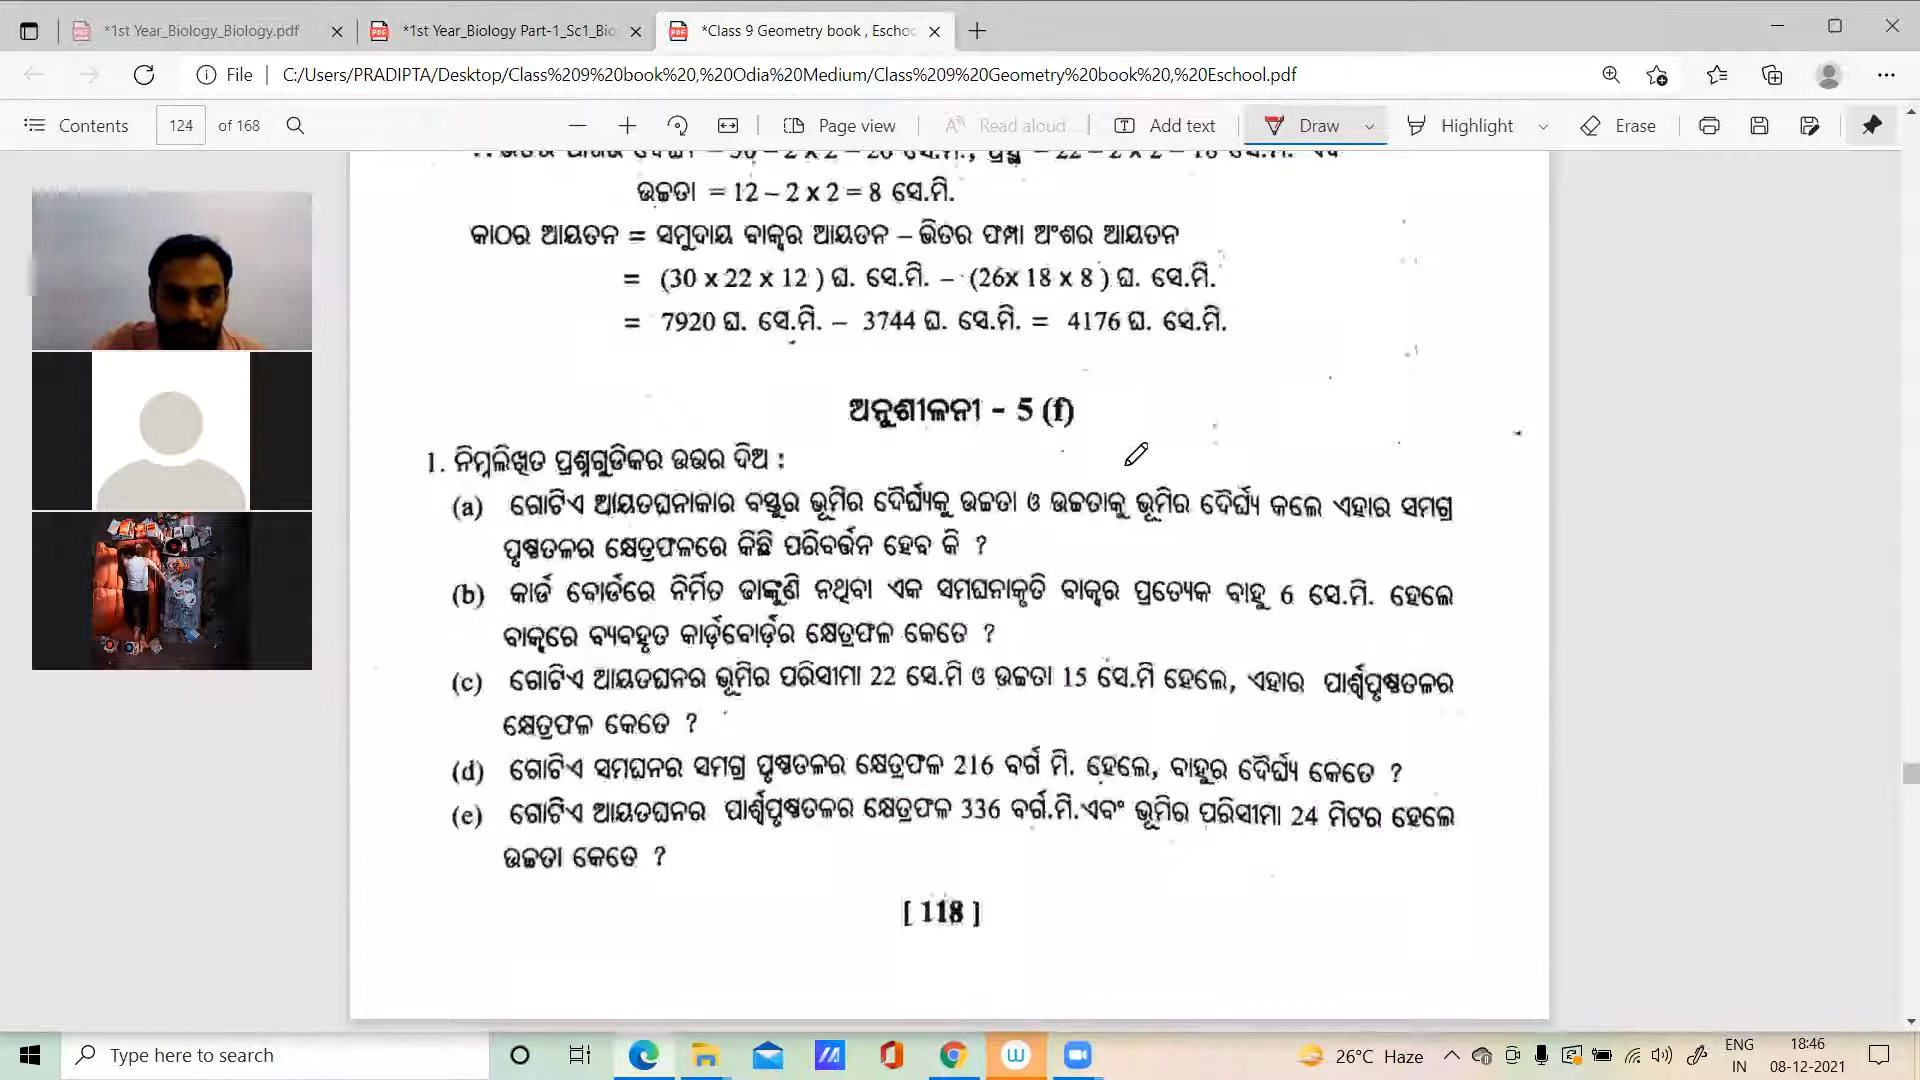 *1st Year_Biology_Biology.pdf
*1st Year_Biology Part-1_Sc1_Bio
*Class 9 Geometry book , Eschoo
File
C:/Users/PRADIPTA/Desktop/Class%209%20book%20,%20Odia%20Medium/Class%209%20Geometry%20book%20,%20Eschool.pdf
Contents
124
of 168
Page view
Read aloud
Add text
Draw
Highlight
Erase
ଉଚ୍ଚତା = 12 – 2 x 2 = 8 ସେ.ମି.
କାଠର ଆୟତନ = ସମୁଦାୟ ବାକ୍ସର ଆୟତନ – ଭିତର ଫମ୍ପା ଅଂଶର ଆୟତନ
= (30 x 22 x 12 ) ଘ. ସେ.ମି. – (26x 18 x 8 ) ଘ. ସେ.ମି.
= 7920 ଘ. ସେ.ମି. – 3744 ଘ. ସେ.ମି. = 4176 ଘ. ସେ.ମି.
ଅନୁଶୀଳନୀ - 5 (f)
1. ନିମ୍ନଲିଖିତ ପ୍ରଶ୍ନଗୁଡିକର ଉତ୍ତର ଦିଅ :
(a) ଗୋଟିଏ ଆୟତଘନାକାର ବସ୍ତୁର ଭୂମିର ଦୈର୍ଘ୍ୟକୁ ଉଚ୍ଚତା ଓ ଉଚ୍ଚତାକୁ ଭୂମିର ଦୈର୍ଘ୍ୟ କଲେ ଏହାର ସମଗ୍ର
ପୃଷ୍ଠତଳର କ୍ଷେତ୍ରଫଳରେ କିଛି ପରିବର୍ତ୍ତନ ହେବ କି ?
(b) କାର୍ଡ ବୋର୍ଡରେ ନିର୍ମିତ ଢାଙ୍କୁଣି ନଥିବା ଏକ ସମଘନାକୃତି ବାକ୍ସର ପ୍ରତ୍ୟେକ ବାହୁ 6 ସେ.ମି. ହେଲେ
ବାକ୍ସରେ ବ୍ୟବହୃତ କାର୍ଡ଼ବୋର୍ଡ଼ର କ୍ଷେତ୍ରଫଳ କେତେ ?
(c) ଗୋଟିଏ ଆୟତଘନର ଭୂମିର ପରିସୀମା 22 ସେ.ମି ଓ ଉଚ୍ଚତା 15 ସେ.ମି ହେଲେ, ଏହାର ପାର୍ଶ୍ୱପୃଷ୍ଠତଳର
କ୍ଷେତ୍ରଫଳ କେତେ ?
(d) ଗୋଟିଏ ସମଘନର ସମଗ୍ର ପୃଷ୍ଠତଳର କ୍ଷେତ୍ରଫଳ 216 ବର୍ଗ ମି. ହେଲେ, ବାହୁର ଦୈର୍ଘ୍ୟ କେତେ ?
(e) ଗୋଟିଏ ଆୟତଘନର ପାର୍ଶ୍ୱପୃଷ୍ଠତଳର କ୍ଷେତ୍ରଫଳ 336 ବର୍ଗ.ମି.ଏବଂ ଭୂମିର ପରିସୀମା 24 ମିଟର ହେଲେ
ଉଚ୍ଚତା କେତେ ?
[ 118 ]
Type here to search
26°C Haze
ENG
IN
18:46
08-12-2021